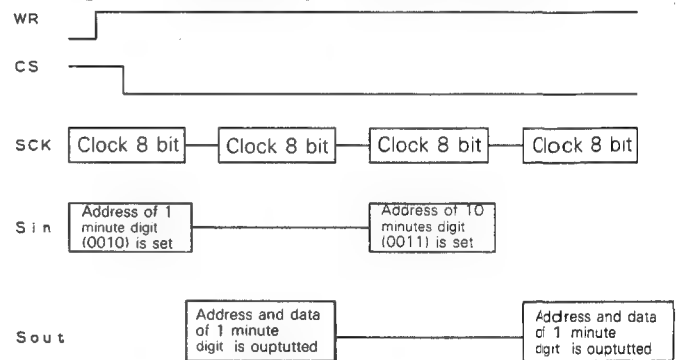 WR
CS
SCK Clock 8 bit Clock 8 bit Clock 8 bit Clock 8 bit
Sin
Address of 1
minute digit
(0010) is set
Address of 10
minutes digit
(0011) is set
Sout
Address and data
of 1 minute
digit is ouptutted
Address and data
of 1 minute
digit is ouptutted